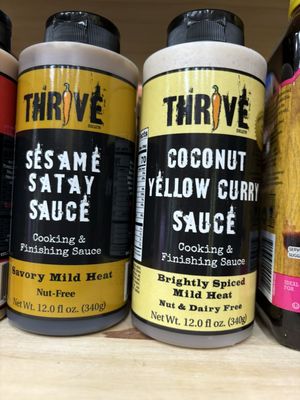 THRIVE
SESAME
SATAY
SAUCE
Cooking &
Finishing Sauce
Savory Mild Heat
Nut-Free
Net Wt. 12.0 fl. oz. (340g)
THRIVE
COCONUT
YELLOW CURRY
SAUCE
Cooking &
Finishing Sauce
Brightly Spiced
Mild Heat
Nut & Dairy Free
Net Wt. 12.0 fl oz. (340g)
IDEAL
FOR